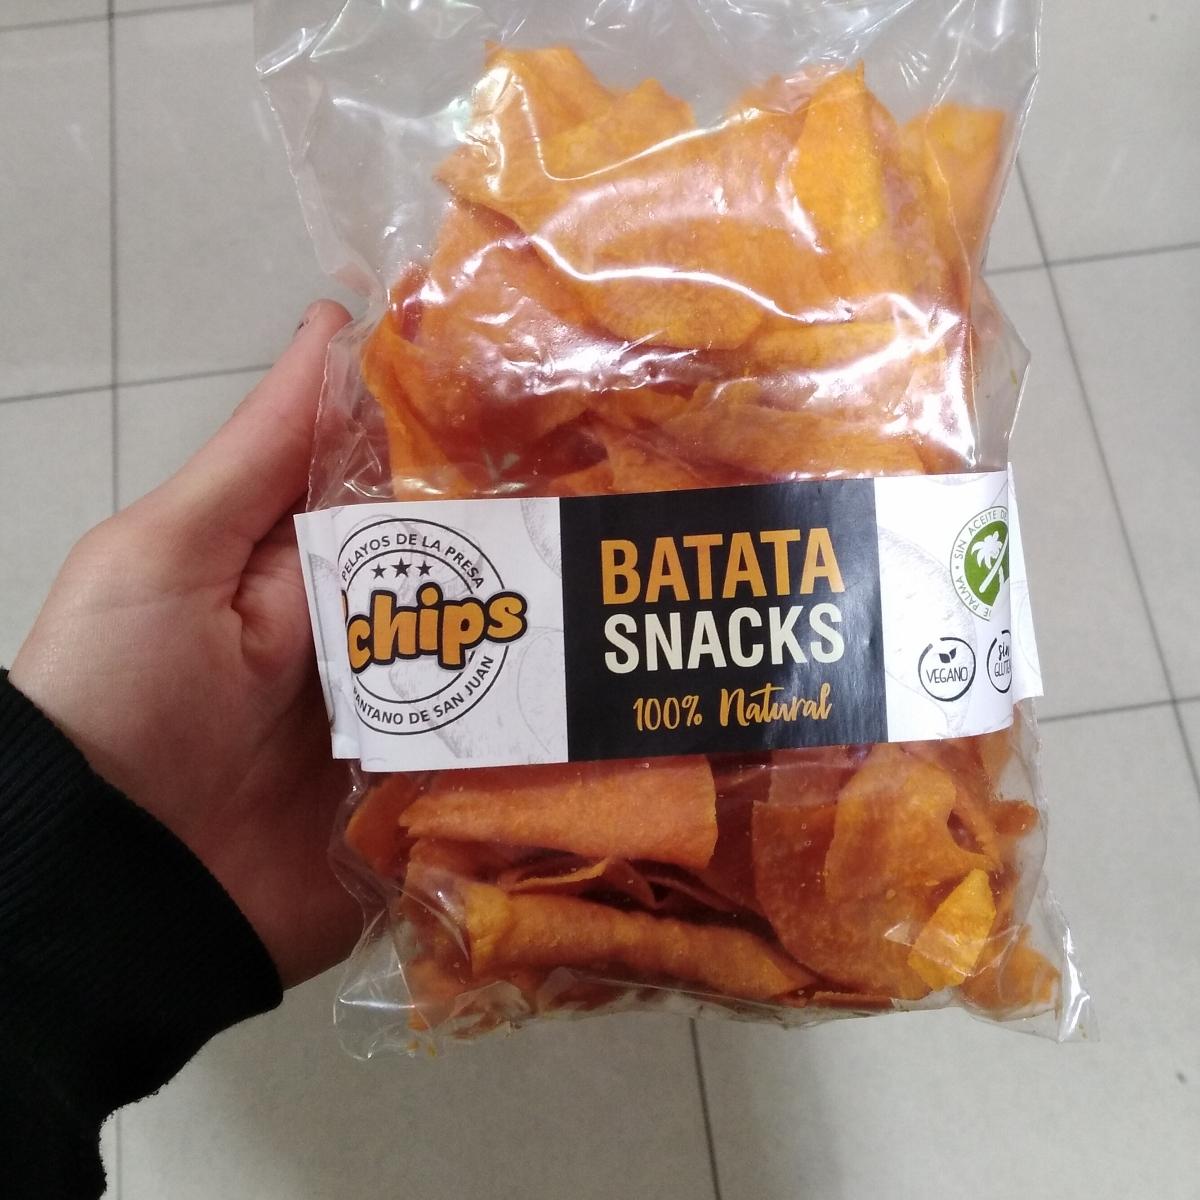 PELAYOS DE LA PRESA
chips
PANTANO DE SAN JUAN
BATATA
SNACKS
100% Natural
SIN ACEITE DE PALMA
VEGANO
sin